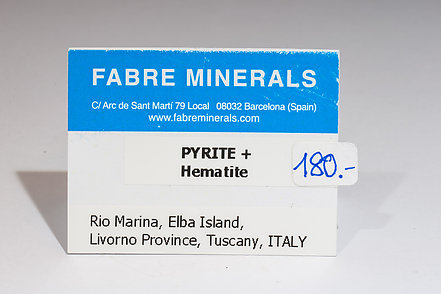 FABRE MINERALS
C/ Arc de Sant Martí 79 Local 08032 Barcelona (Spain)
www.fabreminerals.com
PYRITE +
Hematite
180.-
Rio Marina, Elba Island,
Livorno Province, Tuscany, ITALY